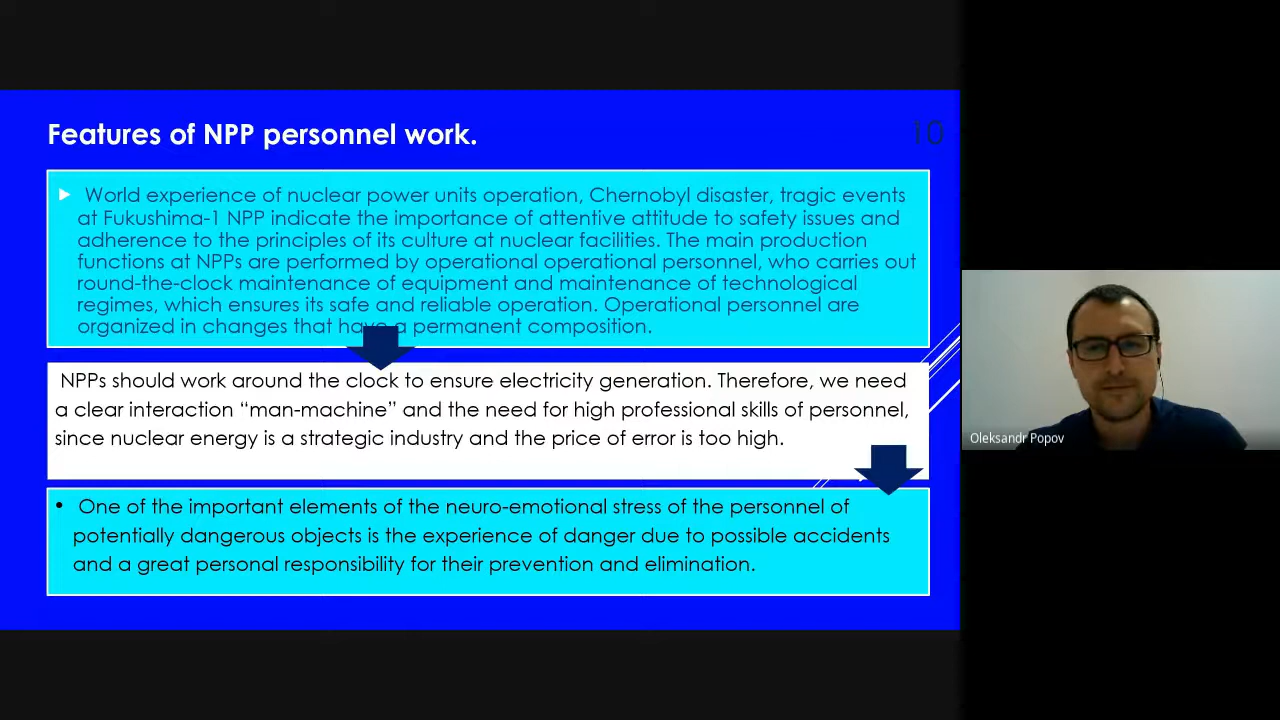 Features of NPP personnel work.
10
World experience of nuclear power units operation, Chernobyl disaster, tragic events
at Fukushima-1 NPP indicate the importance of attentive attitude to safety issues and
adherence to the principles of its culture at nuclear facilities. The main production
functions at NPPs are performed by operational operational personnel, who carries out
round-the-clock maintenance of equipment and maintenance of technological
regimes, which ensures its safe and reliable operation. Operational personnel are
organized in changes that have a permanent composition.
NPPs should work around the clock to ensure electricity generation. Therefore, we need
a clear interaction “man-machine” and the need for high professional skills of personnel,
since nuclear energy is a strategic industry and the price of error is too high.
• One of the important elements of the neuro-emotional stress of the personnel of
potentially dangerous objects is the experience of danger due to possible accidents
and a great personal responsibility for their prevention and elimination.
Oleksandr Popov